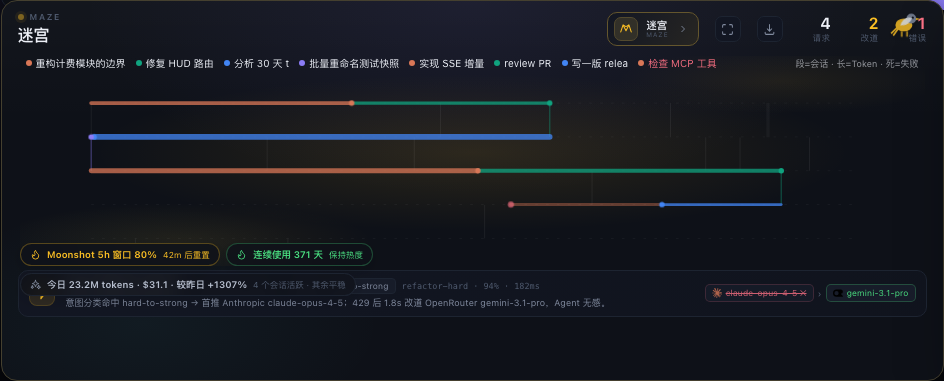 MAZE
迷宫
迷宫
MAZE
4
请求
2
改道
1
错误
重构计费模块的边界
修复 HUD 路由
分析 30 天 t
批量重命名测试快照
实现 SSE 增量
review PR
写一版 relea
检查 MCP 工具
段=会话 · 长=Token · 死=失败
Moonshot 5h 窗口 80% 42m 后重置
连续使用 371 天 保持热度
今日 23.2M tokens · $31.1 · 较昨日 +1307% 4 个会话活跃 · 其余平稳
-strong refactor-hard · 94% · 182ms
意图分类命中 hard-to-strong → 首推 Anthropic claude-opus-4-5；429 后 1.8s 改道 OpenRouter gemini-3.1-pro，Agent 无感。
claude-opus-4-5 ✕ › gemini-3.1-pro